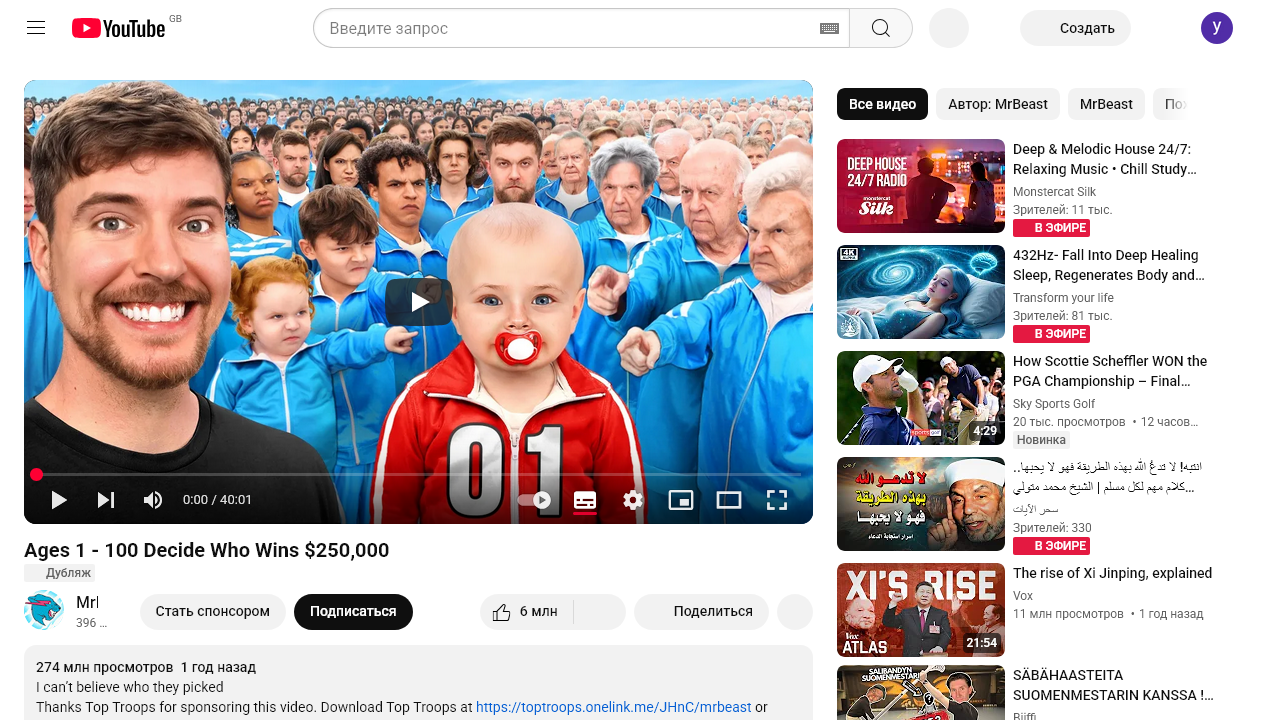 YouTube GB
Введите запрос
Создать
У
01
0:00 / 40:01
Ages 1 - 100 Decide Who Wins $250,000
Дубляж
Mrl
396 ...
Стать спонсором
Подписаться
6 млн
Поделиться
274 млн просмотров 1 год назад
I can't believe who they picked
Thanks Top Troops for sponsoring this video. Download Top Troops at https://toptroops.onelink.me/JHnC/mrbeast or
Все видео
Автор: MrBeast
MrBeast
Пох
DEEP HOUSE
24/7 RADIO
monstercat
Silk
Deep & Melodic House 24/7:
Relaxing Music • Chill Study...
Monstercat Silk
Зрителей: 11 тыс.
В ЭФИРЕ
4K
432Hz- Fall Into Deep Healing
Sleep, Regenerates Body and...
Transform your life
Зрителей: 81 тыс.
В ЭФИРЕ
sports golf
4:29
How Scottie Scheffler WON the
PGA Championship – Final...
Sky Sports Golf
20 тыс. просмотров • 12 часов...
Новинка
لا تدعو الله
بهذه الطريقة
فهو لا يحبها
اسرار استجابة الدعاء
انتبه! لا تدعُ الله بهذه الطريقة فهو لا يحبها..
كلام مهم لكل مسلم | الشيخ محمد متولي...
سحر الآيات
Зрителей: 330
В ЭФИРЕ
XI'S RISE
Vox
ATLAS
21:54
The rise of Xi Jinping, explained
Vox
11 млн просмотров • 1 год назад
SALIBANDYN
SUOMENMESTARI
SÄBÄHAASTEITA
SUOMENMESTARIN KANSSA !...
Biiffi